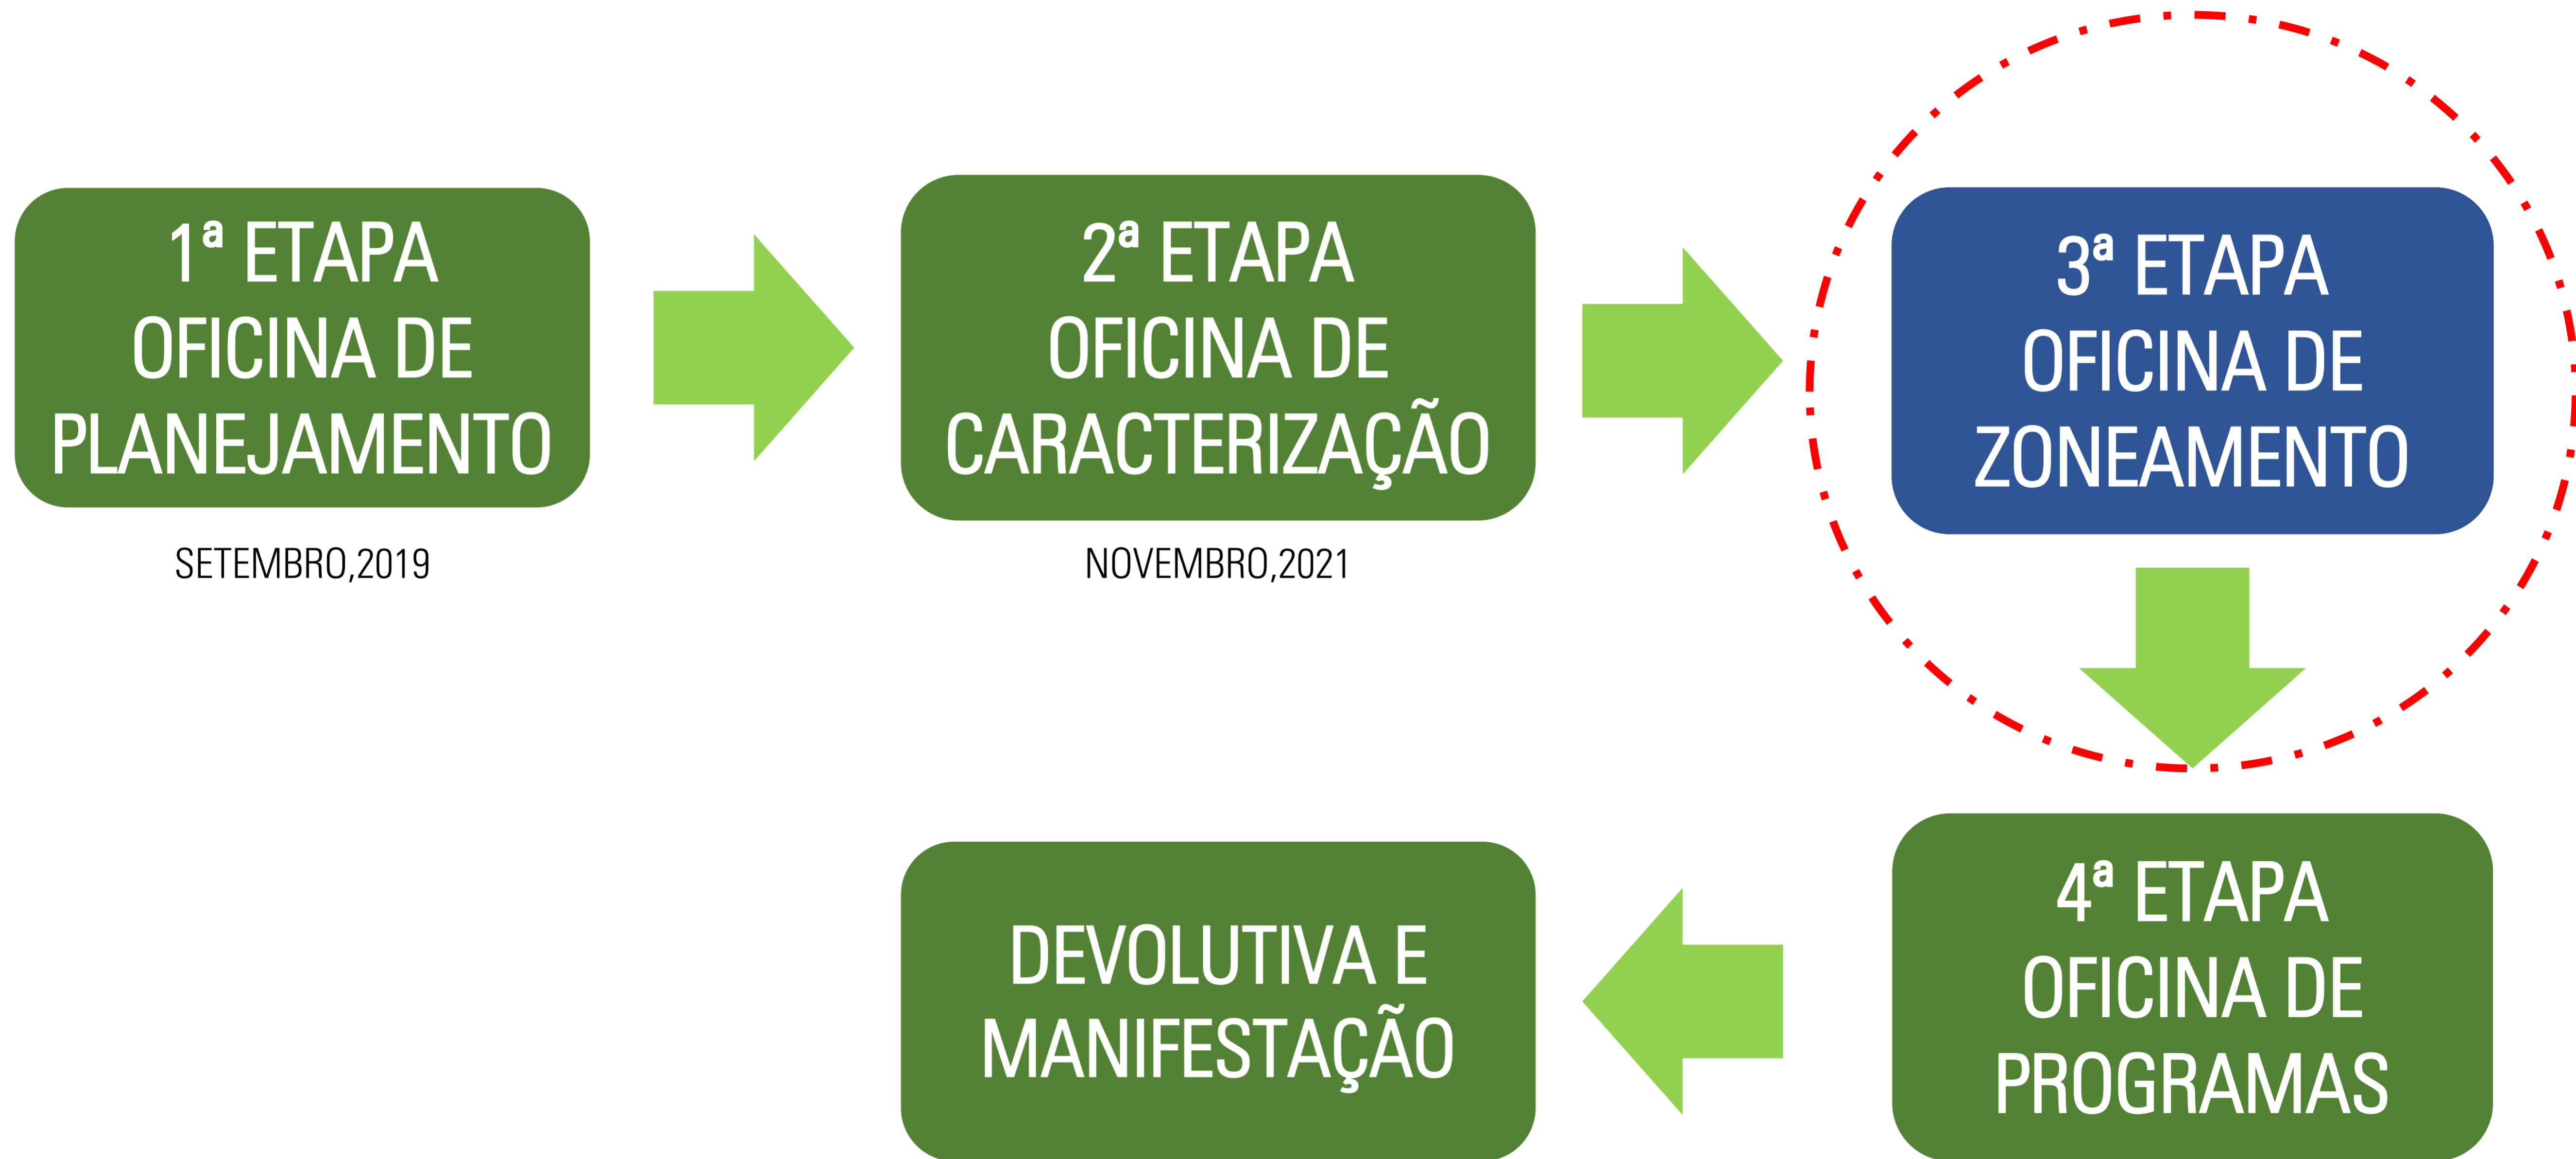 1ª ETAPA
OFICINA DE
PLANEJAMENTO
SETEMBRO,2019
2ª ETAPA
OFICINA DE
CARACTERIZAÇÃO
NOVEMBRO,2021
3ª ETAPA
OFICINA DE
ZONEAMENTO
4ª ETAPA
OFICINA DE
PROGRAMAS
DEVOLUTIVA E
MANIFESTAÇÃO